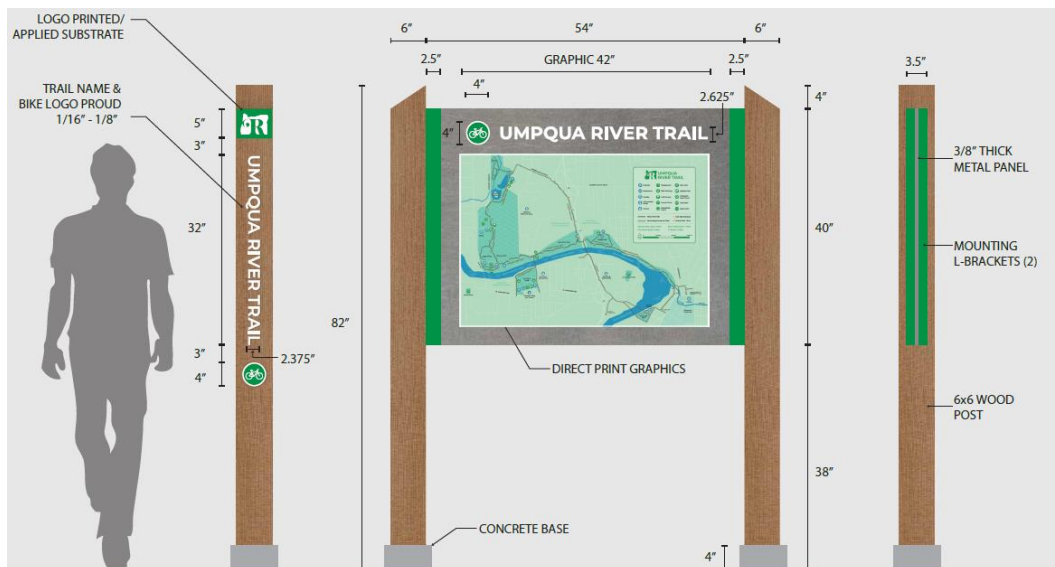 LOGO PRINTED/
APPLIED SUBSTRATE
TRAIL NAME &
BIKE LOGO PROUD
1/16" - 1/8"
5"
3"
32"
3"
4"
R
UMPQUA RIVER TRAIL
2.375"
6"
54"
6"
2.5"
GRAPHIC 42"
2.5"
4"
2.625"
4"
UMPQUA RIVER TRAIL
UMPQUA
RIVER TRAIL
82"
DIRECT PRINT GRAPHICS
CONCRETE BASE
4"
40"
38"
4"
3.5"
3/8" THICK
METAL PANEL
MOUNTING
L-BRACKETS (2)
6x6 WOOD
POST